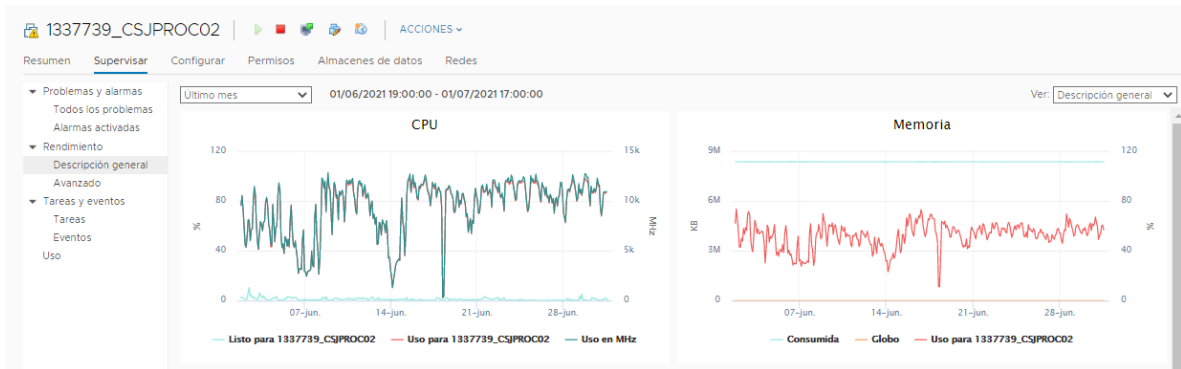 1337739_CSJPROC02 ACCIONES
Resumen Supervisar Configurar Permisos Almacenes de datos Redes
Problemas y alarmas
Todos los problemas
Alarmas activadas
Rendimiento
Descripción general
Avanzado
Tareas y eventos
Tareas
Eventos
Uso
Último mes 01/06/2021 19:00:00 - 01/07/2021 17:00:00 Ver: Descripción general
CPU
120 15k
80 10k
40 5k
0 0
% MHz
07-jun. 14-jun. 21-jun. 28-jun.
Listo para 1337739_CSJPROC02 Uso para 1337739_CSJPROC02 Uso en MHz
Memoria
9M 120
6M 80
3M 40
0 0
KB %
07-jun. 14-jun. 21-jun. 28-jun.
Consumida Globo Uso para 1337739_CSJPROC02